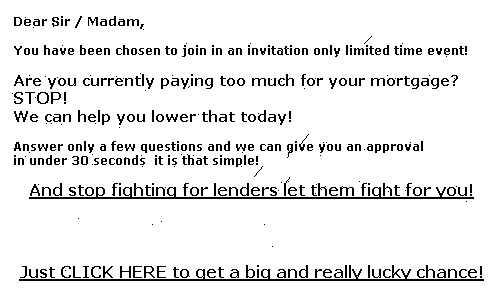 Dear Sir / Madam,
You have been chosen to join in an invitation only limited time event!
Are you currently paying too much for your mortgage?
STOP!
We can help you lower that today!
Answer only a few questions and we can give you an approval
in under 30 seconds it is that simple!
And stop fighting for lenders let them fight for you!
Just CLICK HERE to get a big and really lucky chance!